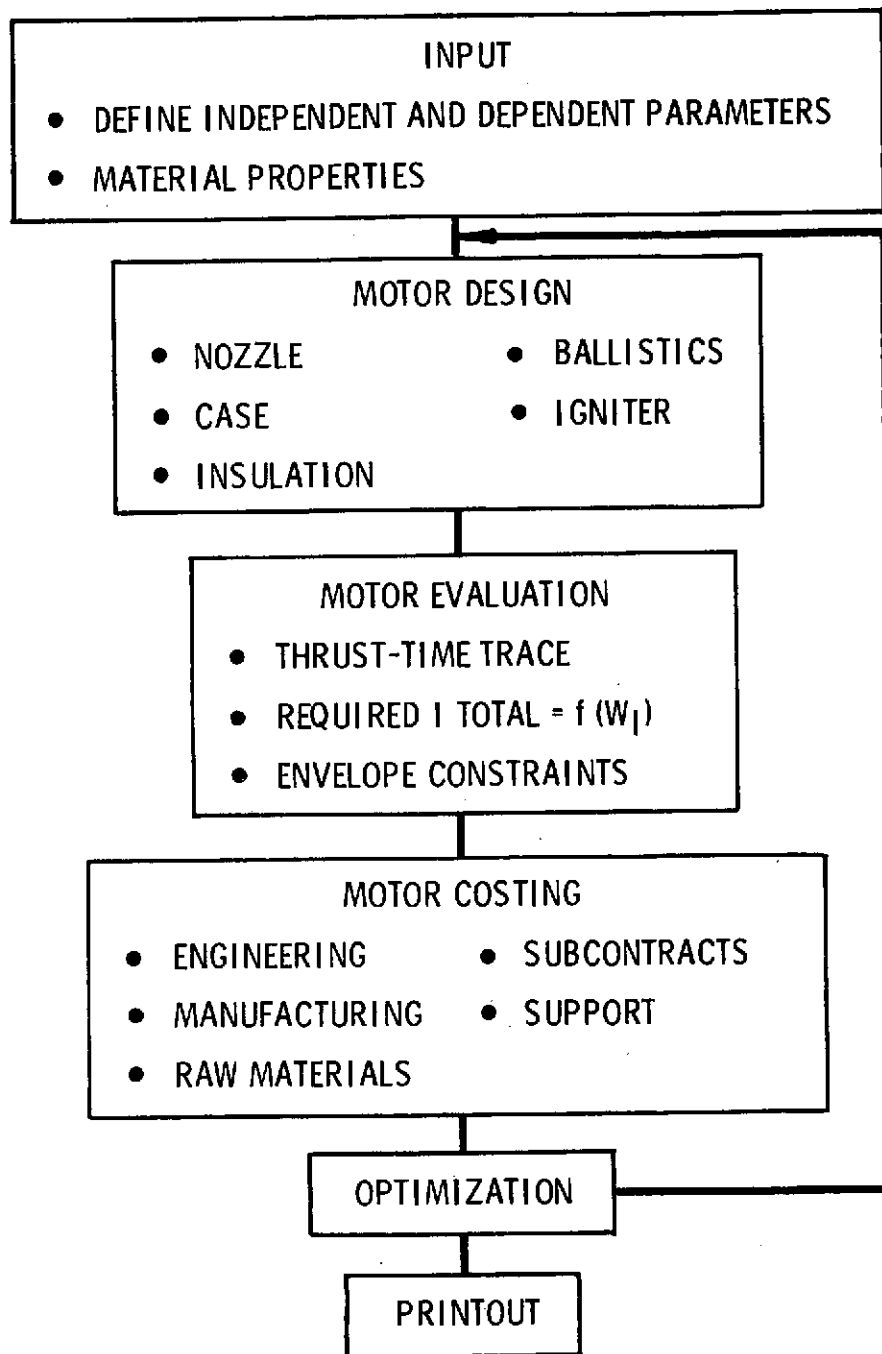 INPUT
• DEFINE INDEPENDENT AND DEPENDENT PARAMETERS
• MATERIAL PROPERTIES
MOTOR DESIGN
• NOZZLE
• CASE
• INSULATION
• BALLISTICS
• IGNITER
MOTOR EVALUATION
• THRUST-TIME TRACE
• REQUIRED I TOTAL = f (WI)
• ENVELOPE CONSTRAINTS
MOTOR COSTING
• ENGINEERING
• MANUFACTURING
• RAW MATERIALS
• SUBCONTRACTS
• SUPPORT
OPTIMIZATION
PRINTOUT